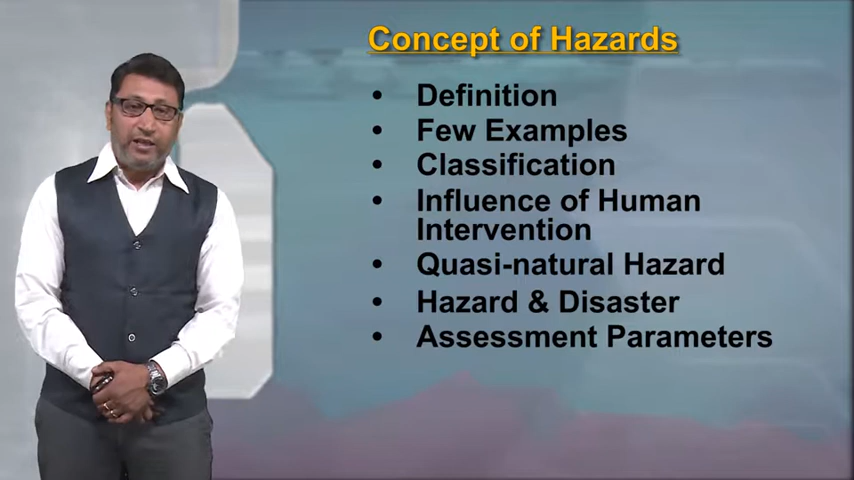 Concept of Hazards
• Definition
• Few Examples
• Classification
• Influence of Human
Intervention
• Quasi-natural Hazard
• Hazard & Disaster
• Assessment Parameters